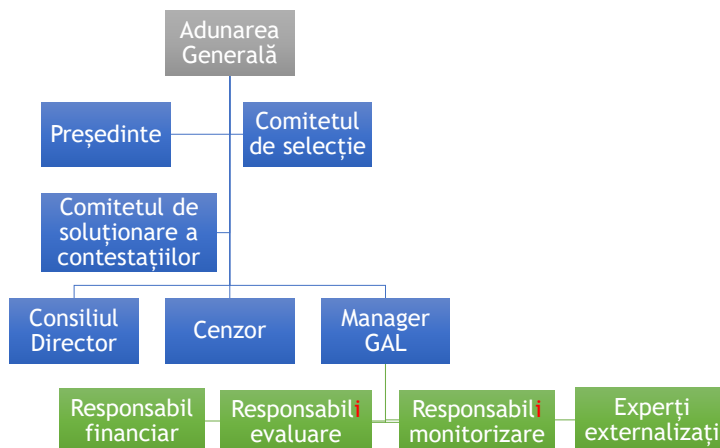 Adunarea
Generală
Președinte
Comitetul
de selecție
Comitetul de
soluționare a
contestațiilor
Consiliul
Director
Cenzor
Manager
GAL
Responsabil
financiar
Responsabili
evaluare
Responsabili
monitorizare
Experți
externalizați